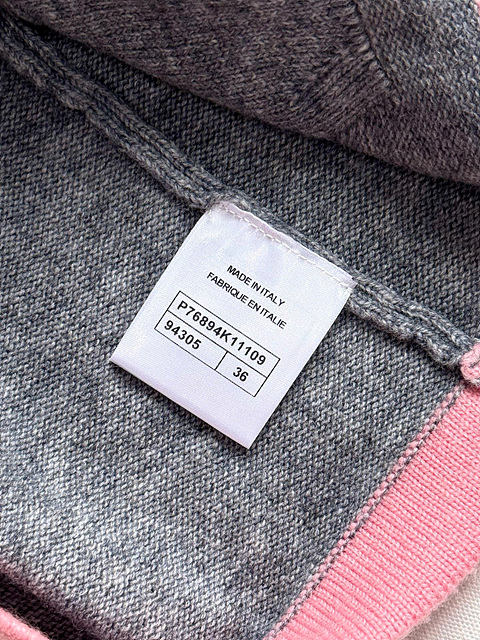 MADE IN ITALY
FABRIQUE EN ITALIE
P76894K11109
94305
36